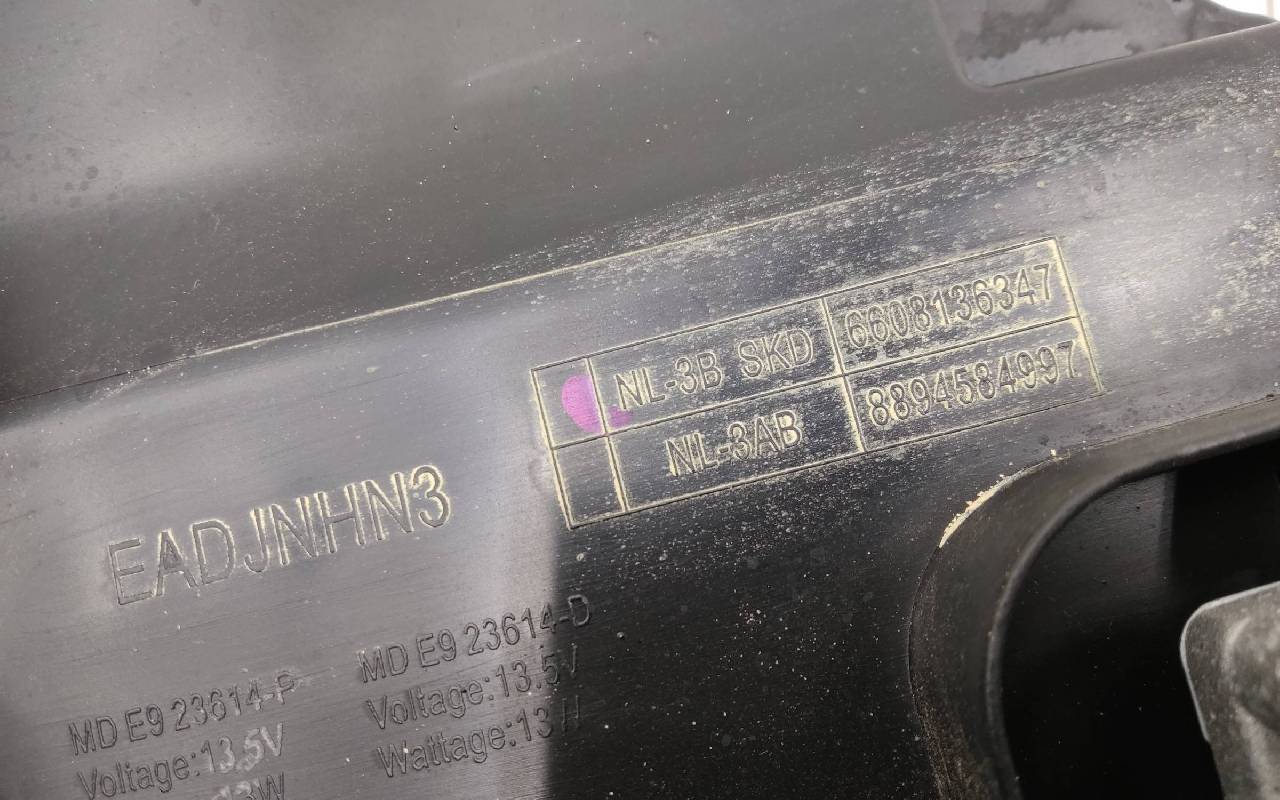 NL-3B SKD 6608136347
NL-3AB 8894584997
EADJNHN3
MD E9 23614-P
Voltage:13.5V
13W
MD E9 23614-D
Voltage:13.5V
Wattage:13W